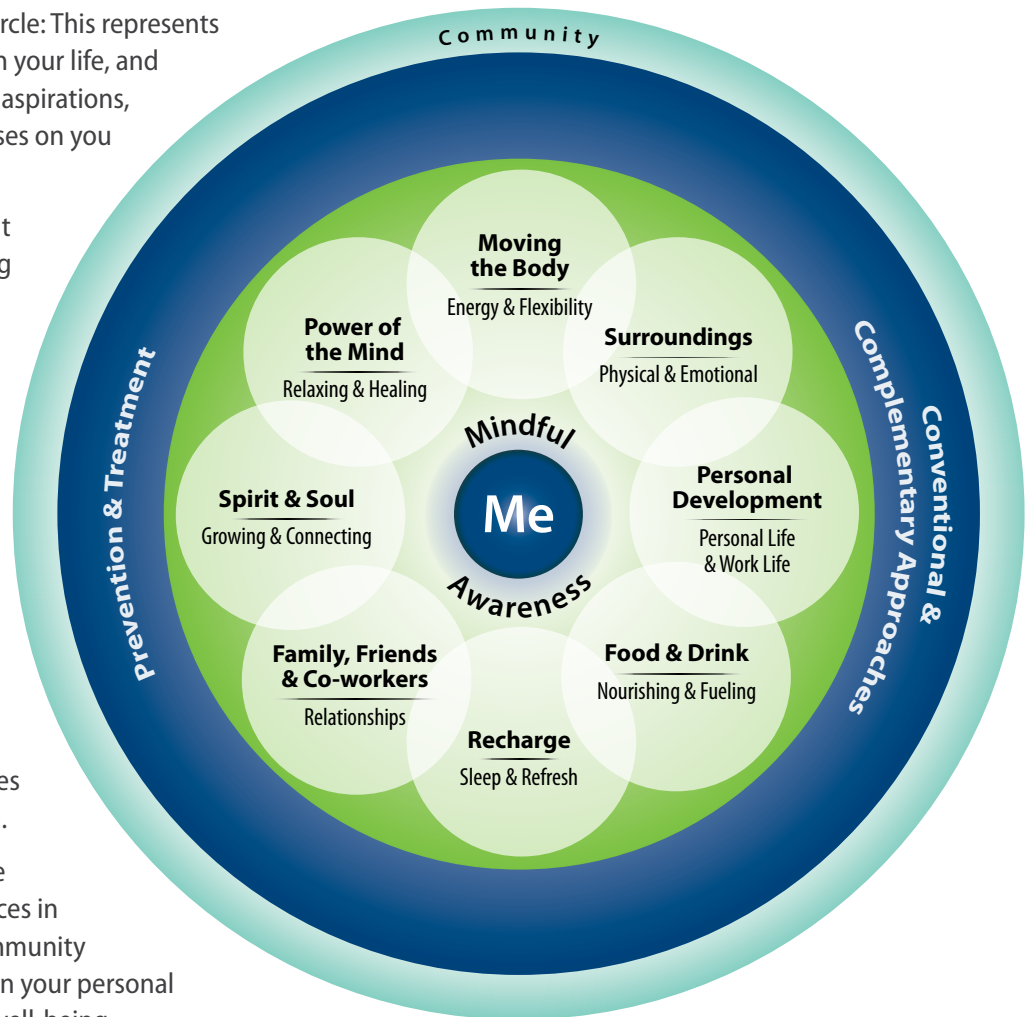 rcle: This represents
n your life, and
aspirations,
ses on you
t
g
es
.
e
ces in
mmunity
n your personal
well-being
Community
Prevention & Treatment
Conventional &
Complementary Approaches
Moving
the Body
Energy & Flexibility
Surroundings
Physical & Emotional
Personal
Development
Personal Life
& Work Life
Food & Drink
Nourishing & Fueling
Recharge
Sleep & Refresh
Family, Friends
& Co-workers
Relationships
Spirit & Soul
Growing & Connecting
Power of
the Mind
Relaxing & Healing
Mindful
Me
Awareness